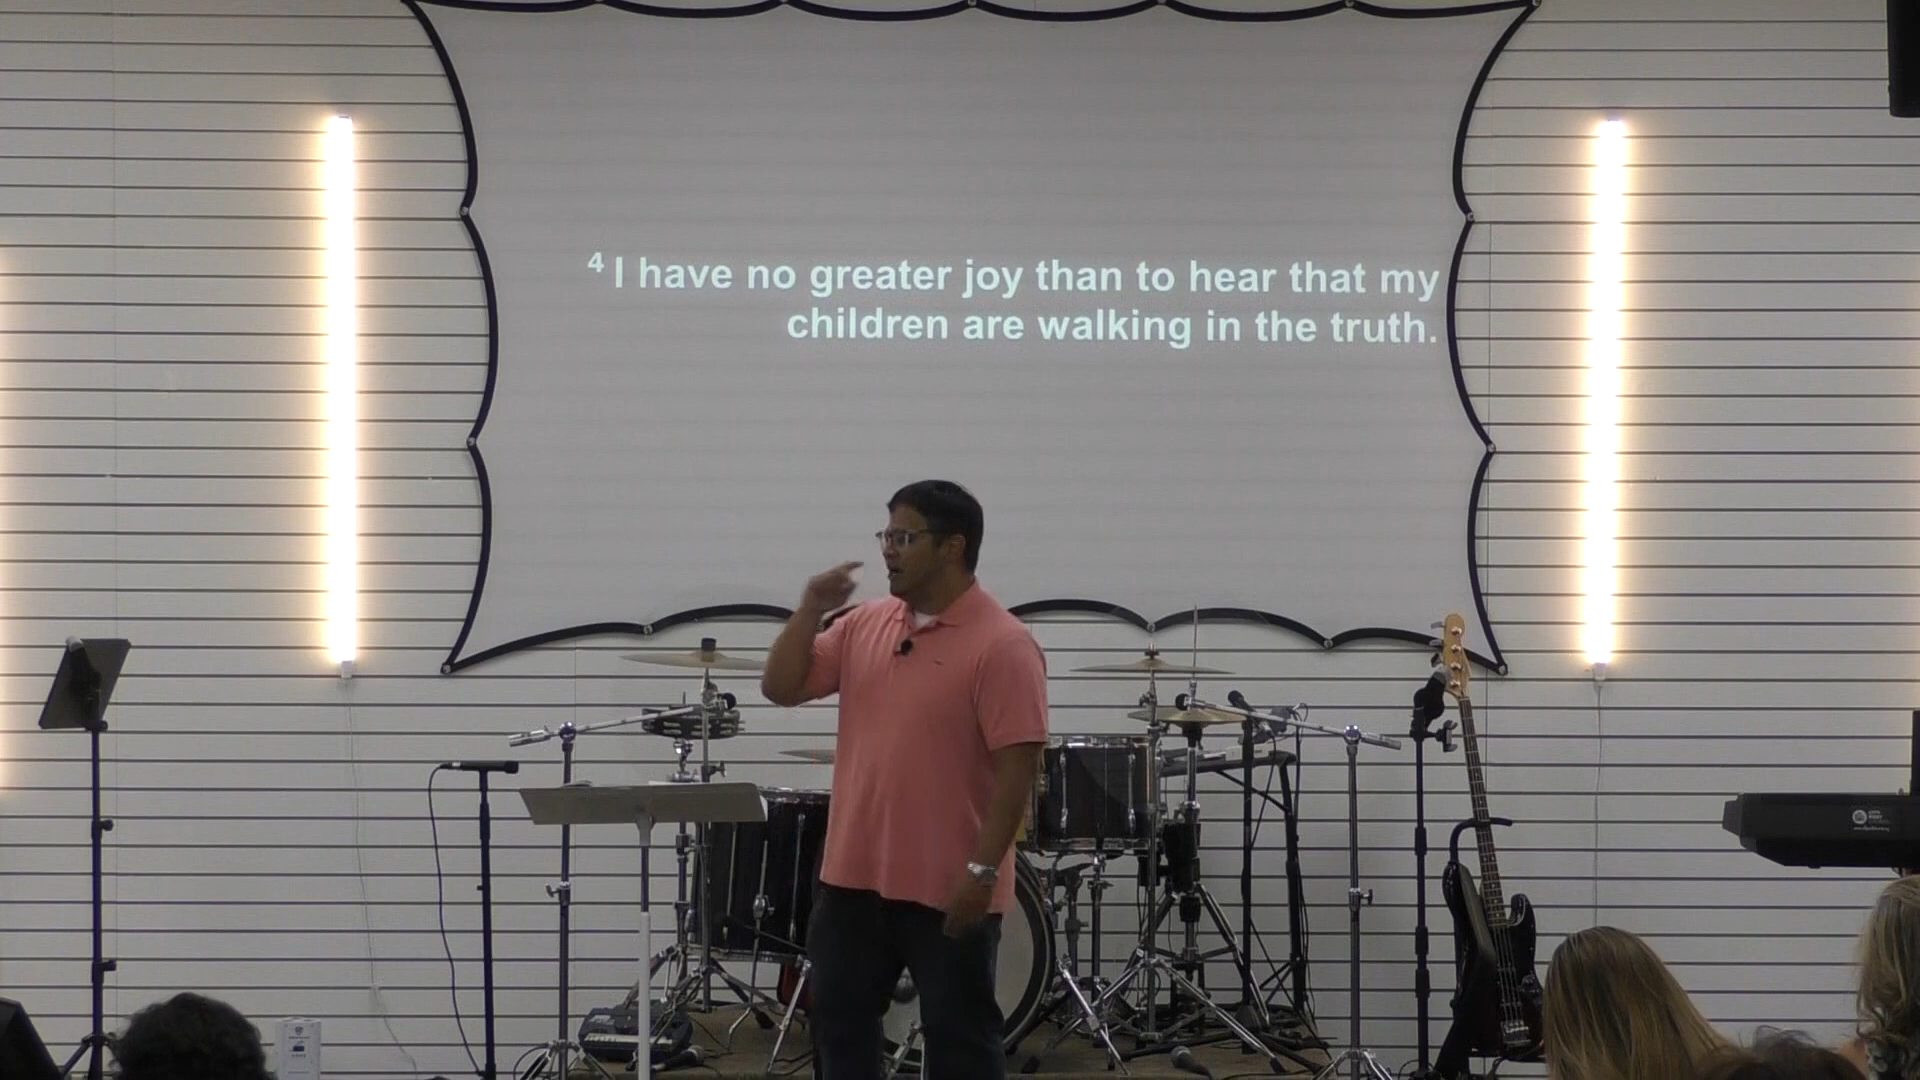 4 I have no greater joy than to hear that my
children are walking in the truth.